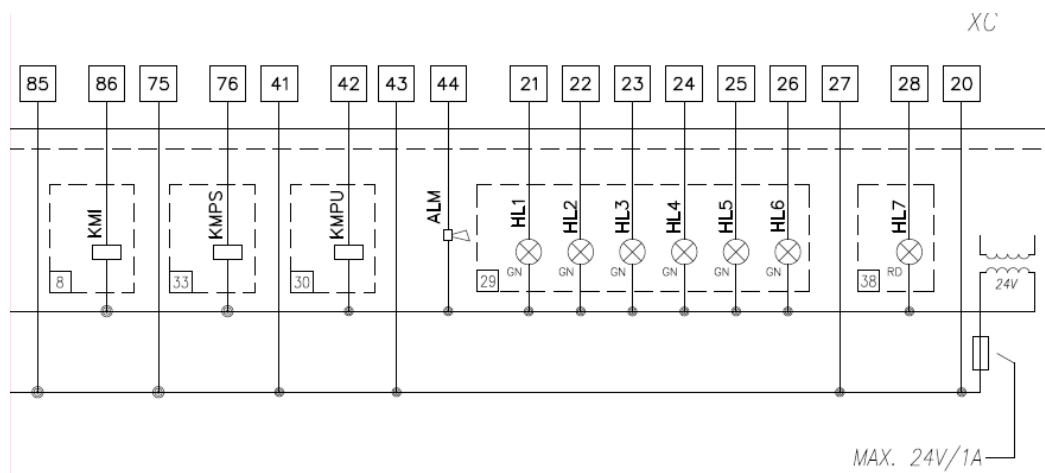 XC
85 86 75 76 41 42 43 44 21 22 23 24 25 26 27 28 20
KMI KMPS KMPU ALM HL1 HL2 HL3 HL4 HL5 HL6 HL7
GN GN GN GN GN GN RD
8 33 30 29 38 24V
MAX. 24V/1A